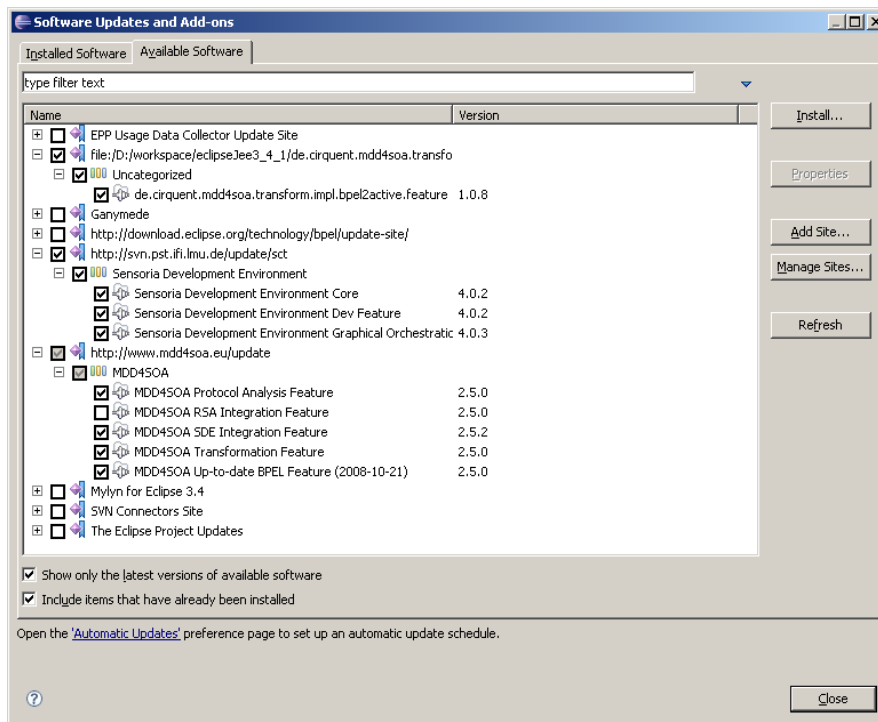 Software Updates and Add-ons
Installed Software Available Software
type filter text
Name Version
Install...
EPP Usage Data Collector Update Site
file:/D:/workspace/eclipseJee3_4_1/de.cirquent.mdd4soa.transfo
Uncategorized
Properties
de.cirquent.mdd4soa.transform.impl.bpel2active.feature 1.0.8
Ganymede
http://download.eclipse.org/technology/bpel/update-site/
Add Site...
http://svn.pst.ifi.lmu.de/update/sct
Sensoria Development Environment
Manage Sites...
Sensoria Development Environment Core 4.0.2
Sensoria Development Environment Dev Feature 4.0.2
Sensoria Development Environment Graphical Orchestratic 4.0.3
Refresh
http://www.mdd4soa.eu/update
MDD4SOA
MDD4SOA Protocol Analysis Feature 2.5.0
MDD4SOA RSA Integration Feature 2.5.0
MDD4SOA SDE Integration Feature 2.5.2
MDD4SOA Transformation Feature 2.5.0
MDD4SOA Up-to-date BPEL Feature (2008-10-21) 2.5.0
Mylyn for Eclipse 3.4
SVN Connectors Site
The Eclipse Project Updates
Show only the latest versions of available software
Include items that have already been installed
Open the 'Automatic Updates' preference page to set up an automatic update schedule.
? Close